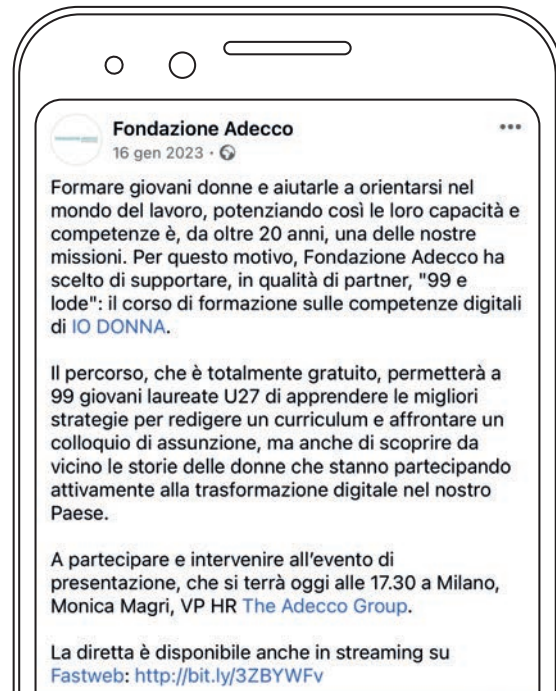 Fondazione Adecco
16 gen 2023 ·
Formare giovani donne e aiutarle a orientarsi nel
mondo del lavoro, potenziando così le loro capacità e
competenze è, da oltre 20 anni, una delle nostre
missioni. Per questo motivo, Fondazione Adecco ha
scelto di supportare, in qualità di partner, "99 e
lode": il corso di formazione sulle competenze digitali
di IO DONNA.
Il percorso, che è totalmente gratuito, permetterà a
99 giovani laureate U27 di apprendere le migliori
strategie per redigere un curriculum e affrontare un
colloquio di assunzione, ma anche di scoprire da
vicino le storie delle donne che stanno partecipando
attivamente alla trasformazione digitale nel nostro
Paese.
A partecipare e intervenire all'evento di
presentazione, che si terrà oggi alle 17.30 a Milano,
Monica Magri, VP HR The Adecco Group.
La diretta è disponibile anche in streaming su
Fastweb: http://bit.ly/3ZBYWFv